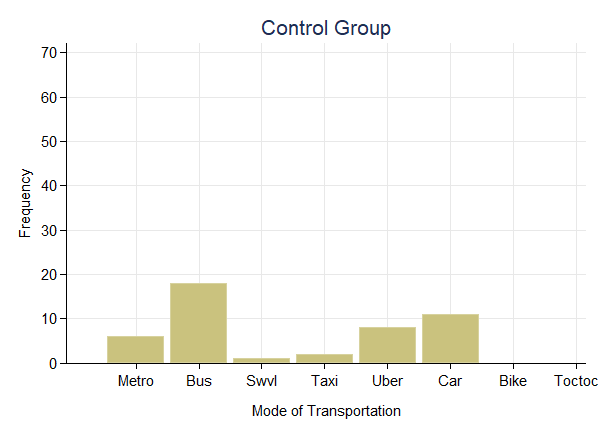 Control Group
70
60
50
40
30
20
10
0
Frequency
Metro Bus Swvl Taxi Uber Car Bike Toctoc
Mode of Transportation